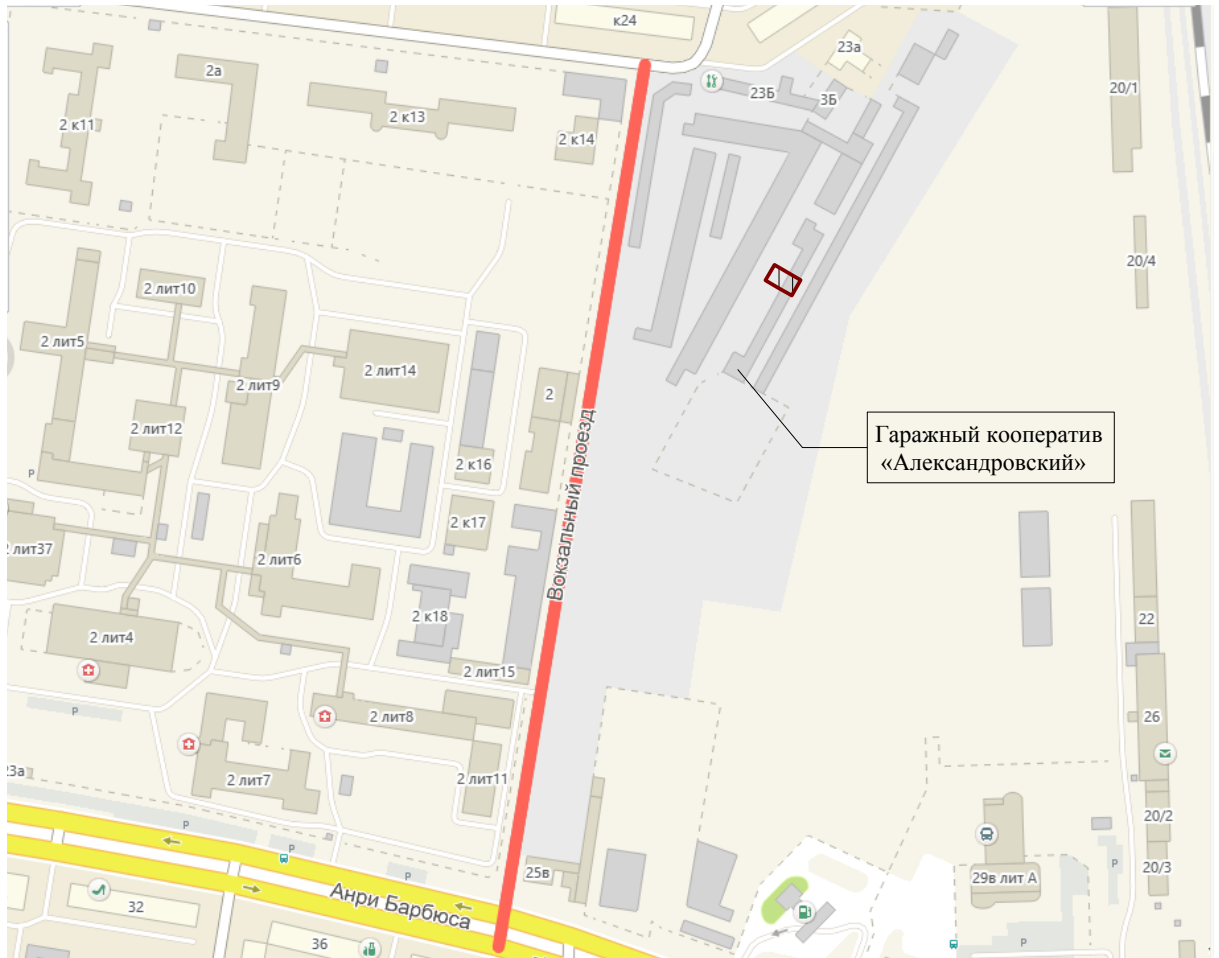 к24
23а
2а
23Б
3Б
20/1
2 к11
2 к13
2 к14
20/4
2 лит10
2 лит5
2 лит9
2 лит14
2
2 лит12
Гаражный кооператив
«Александровский»
Р
2 к16
2 к17
Вокзальный проезд
2 лит37
2 лит6
2 к18
22
2 лит4
2 лит15
Р
2 лит8
26
23а
2 лит7
2 лит11
20/2
Р
Р
Р
Р
25в
29в лит А
20/3
Анри Барбюса
32
36
Р